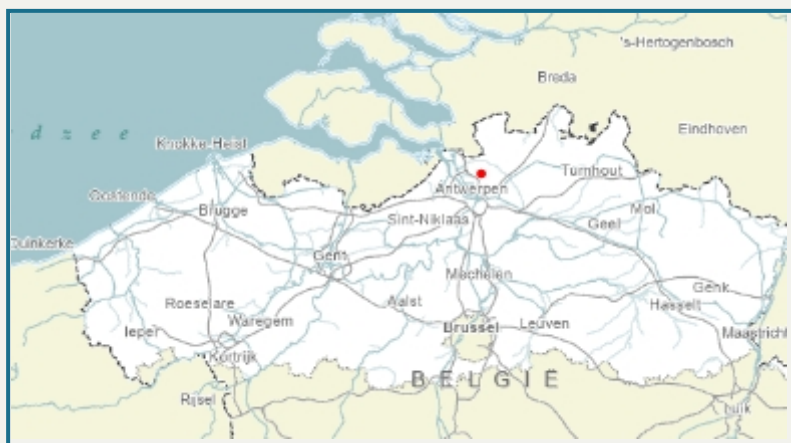 's-Hertogenbosch
Breda
Eindhoven
d z e e
Knokke-Heist
Turnhout
Oostende
Antwerpen
Brugge
Sint-Niklaas
Mol
Geel
Duinkerke
Gent
Mechelen
Genk
Roeselare
Aalst
Hasselt
Waregem
Brussel
Leuven
Ieper
Maastricht
Kortrijk
BELGIË
Rijsel
Luik